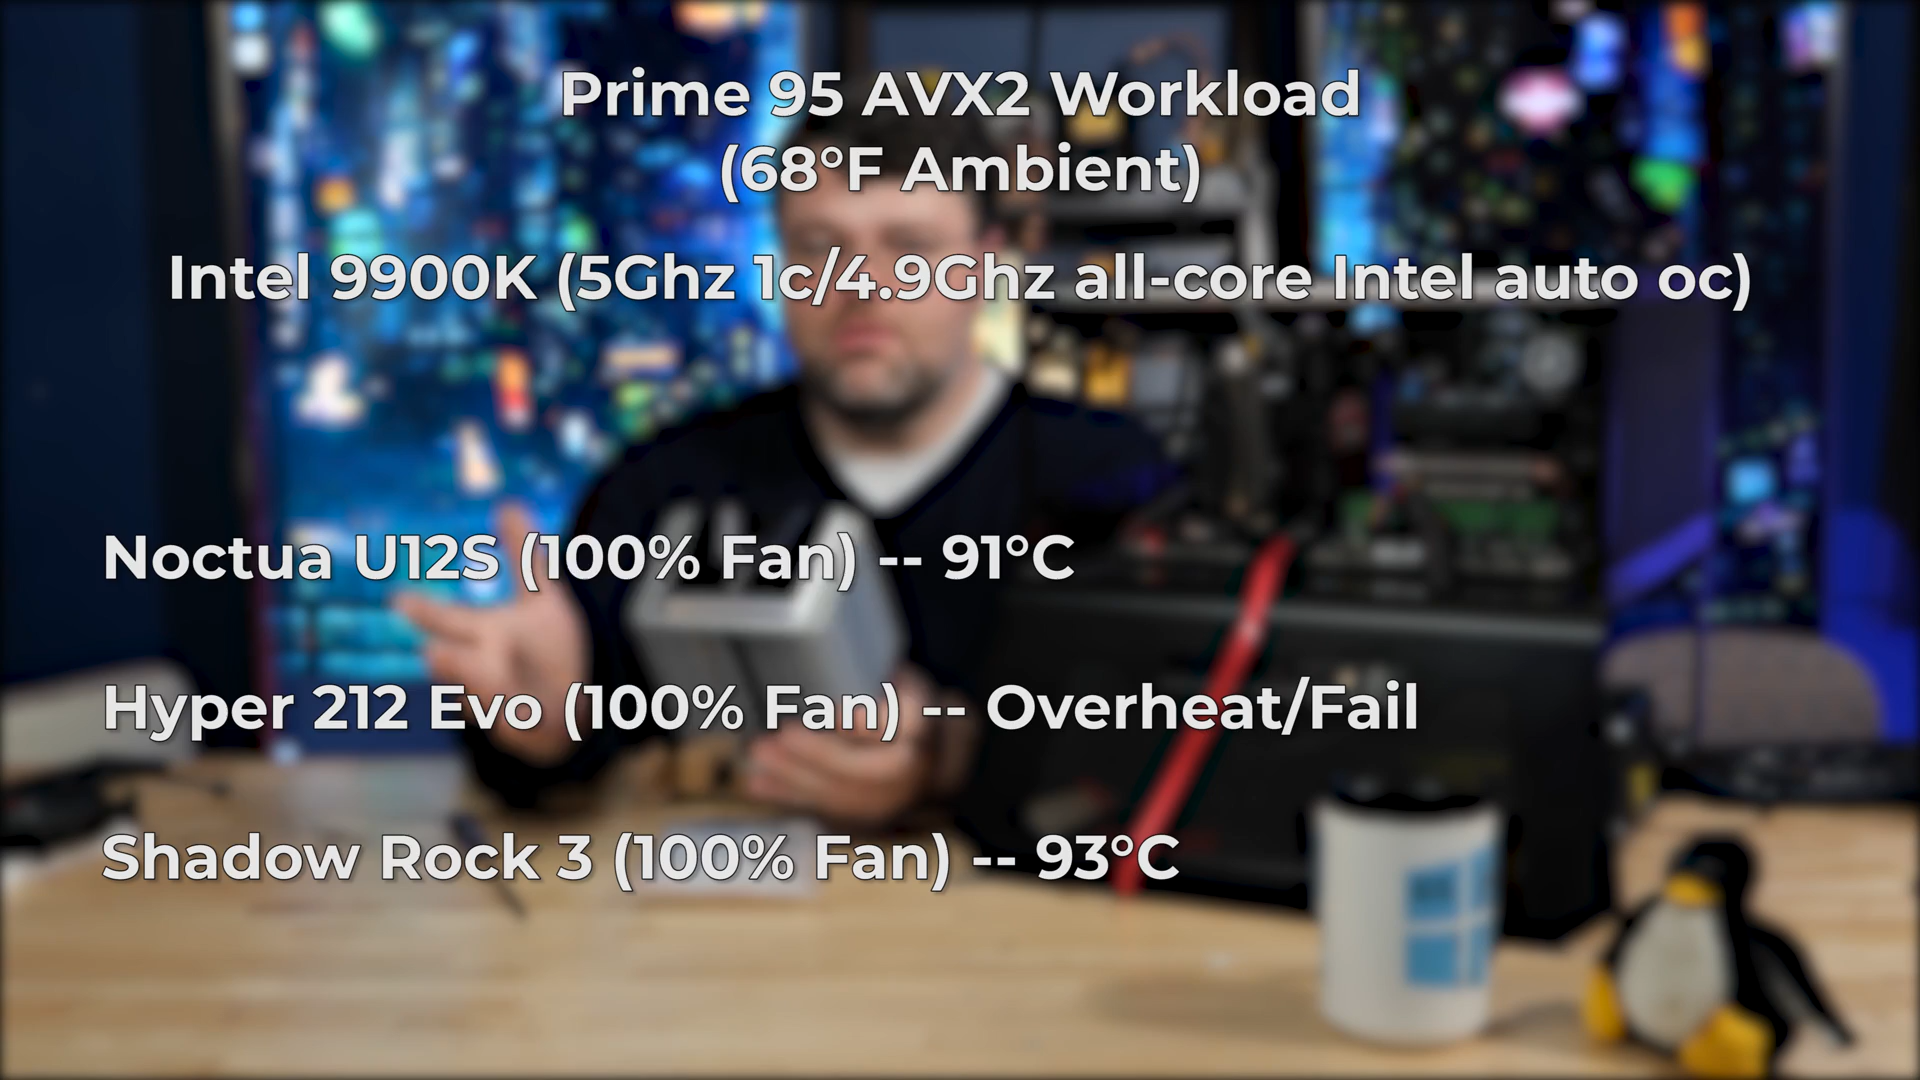 Prime 95 AVX2 Workload
(68°F Ambient)
Intel 9900K (5Ghz 1c/4.9Ghz all-core Intel auto oc)
Noctua U12S (100% Fan) -- 91°C
Hyper 212 Evo (100% Fan) -- Overheat/Fail
Shadow Rock 3 (100% Fan) -- 93°C